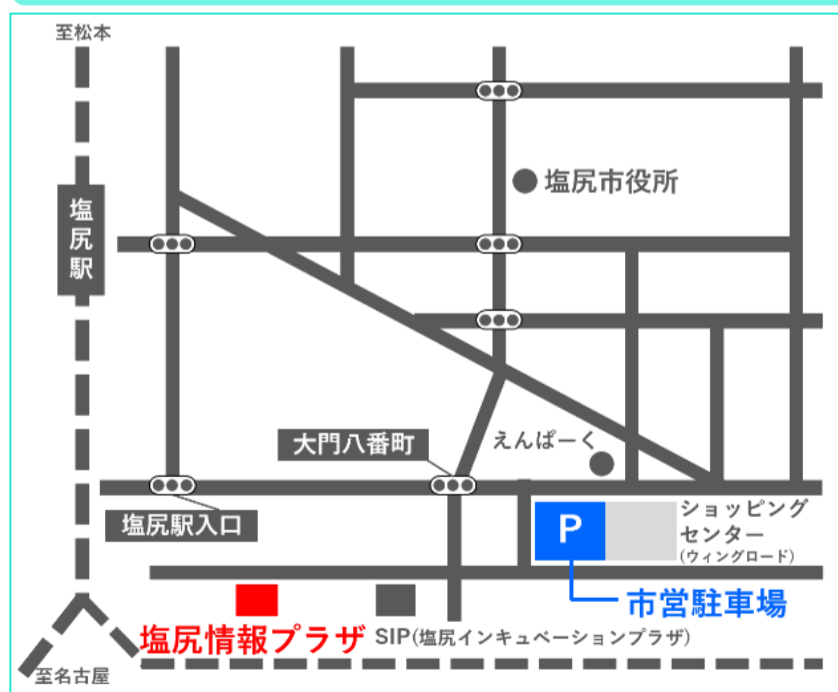 至松本
塩尻市役所
塩尻駅
大門八番町
えんぱーく
塩尻駅入口
P
ショッピング
センター
(ウィングロード)
市営駐車場
塩尻情報プラザ
SIP(塩尻インキュベーションプラザ)
至名古屋